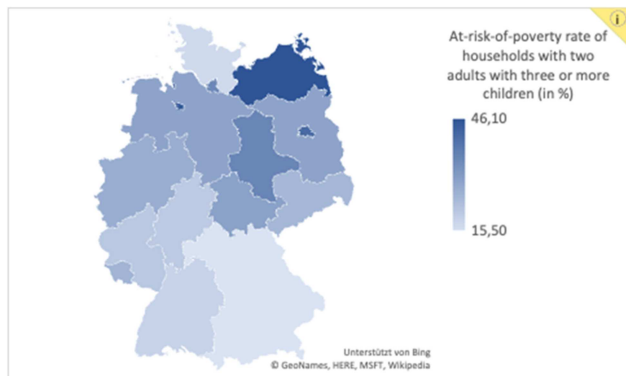 At-risk-of-poverty rate of
households with two
adults with three or more
children (in %)
46,10
15,50
Unterstützt von Bing
© GeoNames, HERE, MSFT, Wikipedia